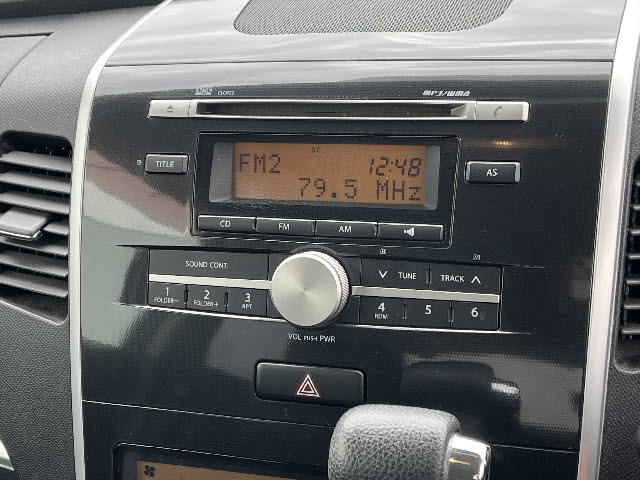 CLCR12 MP3/WMA
ST
TITLE FM2 12:48 AS
79.5 MHz
CD FM AM
SOUND CONT. TUNE TRACK
1 2 3 4 5 6
FOLDER− FOLDER+ RPT RDM
VOL PUSH PWR